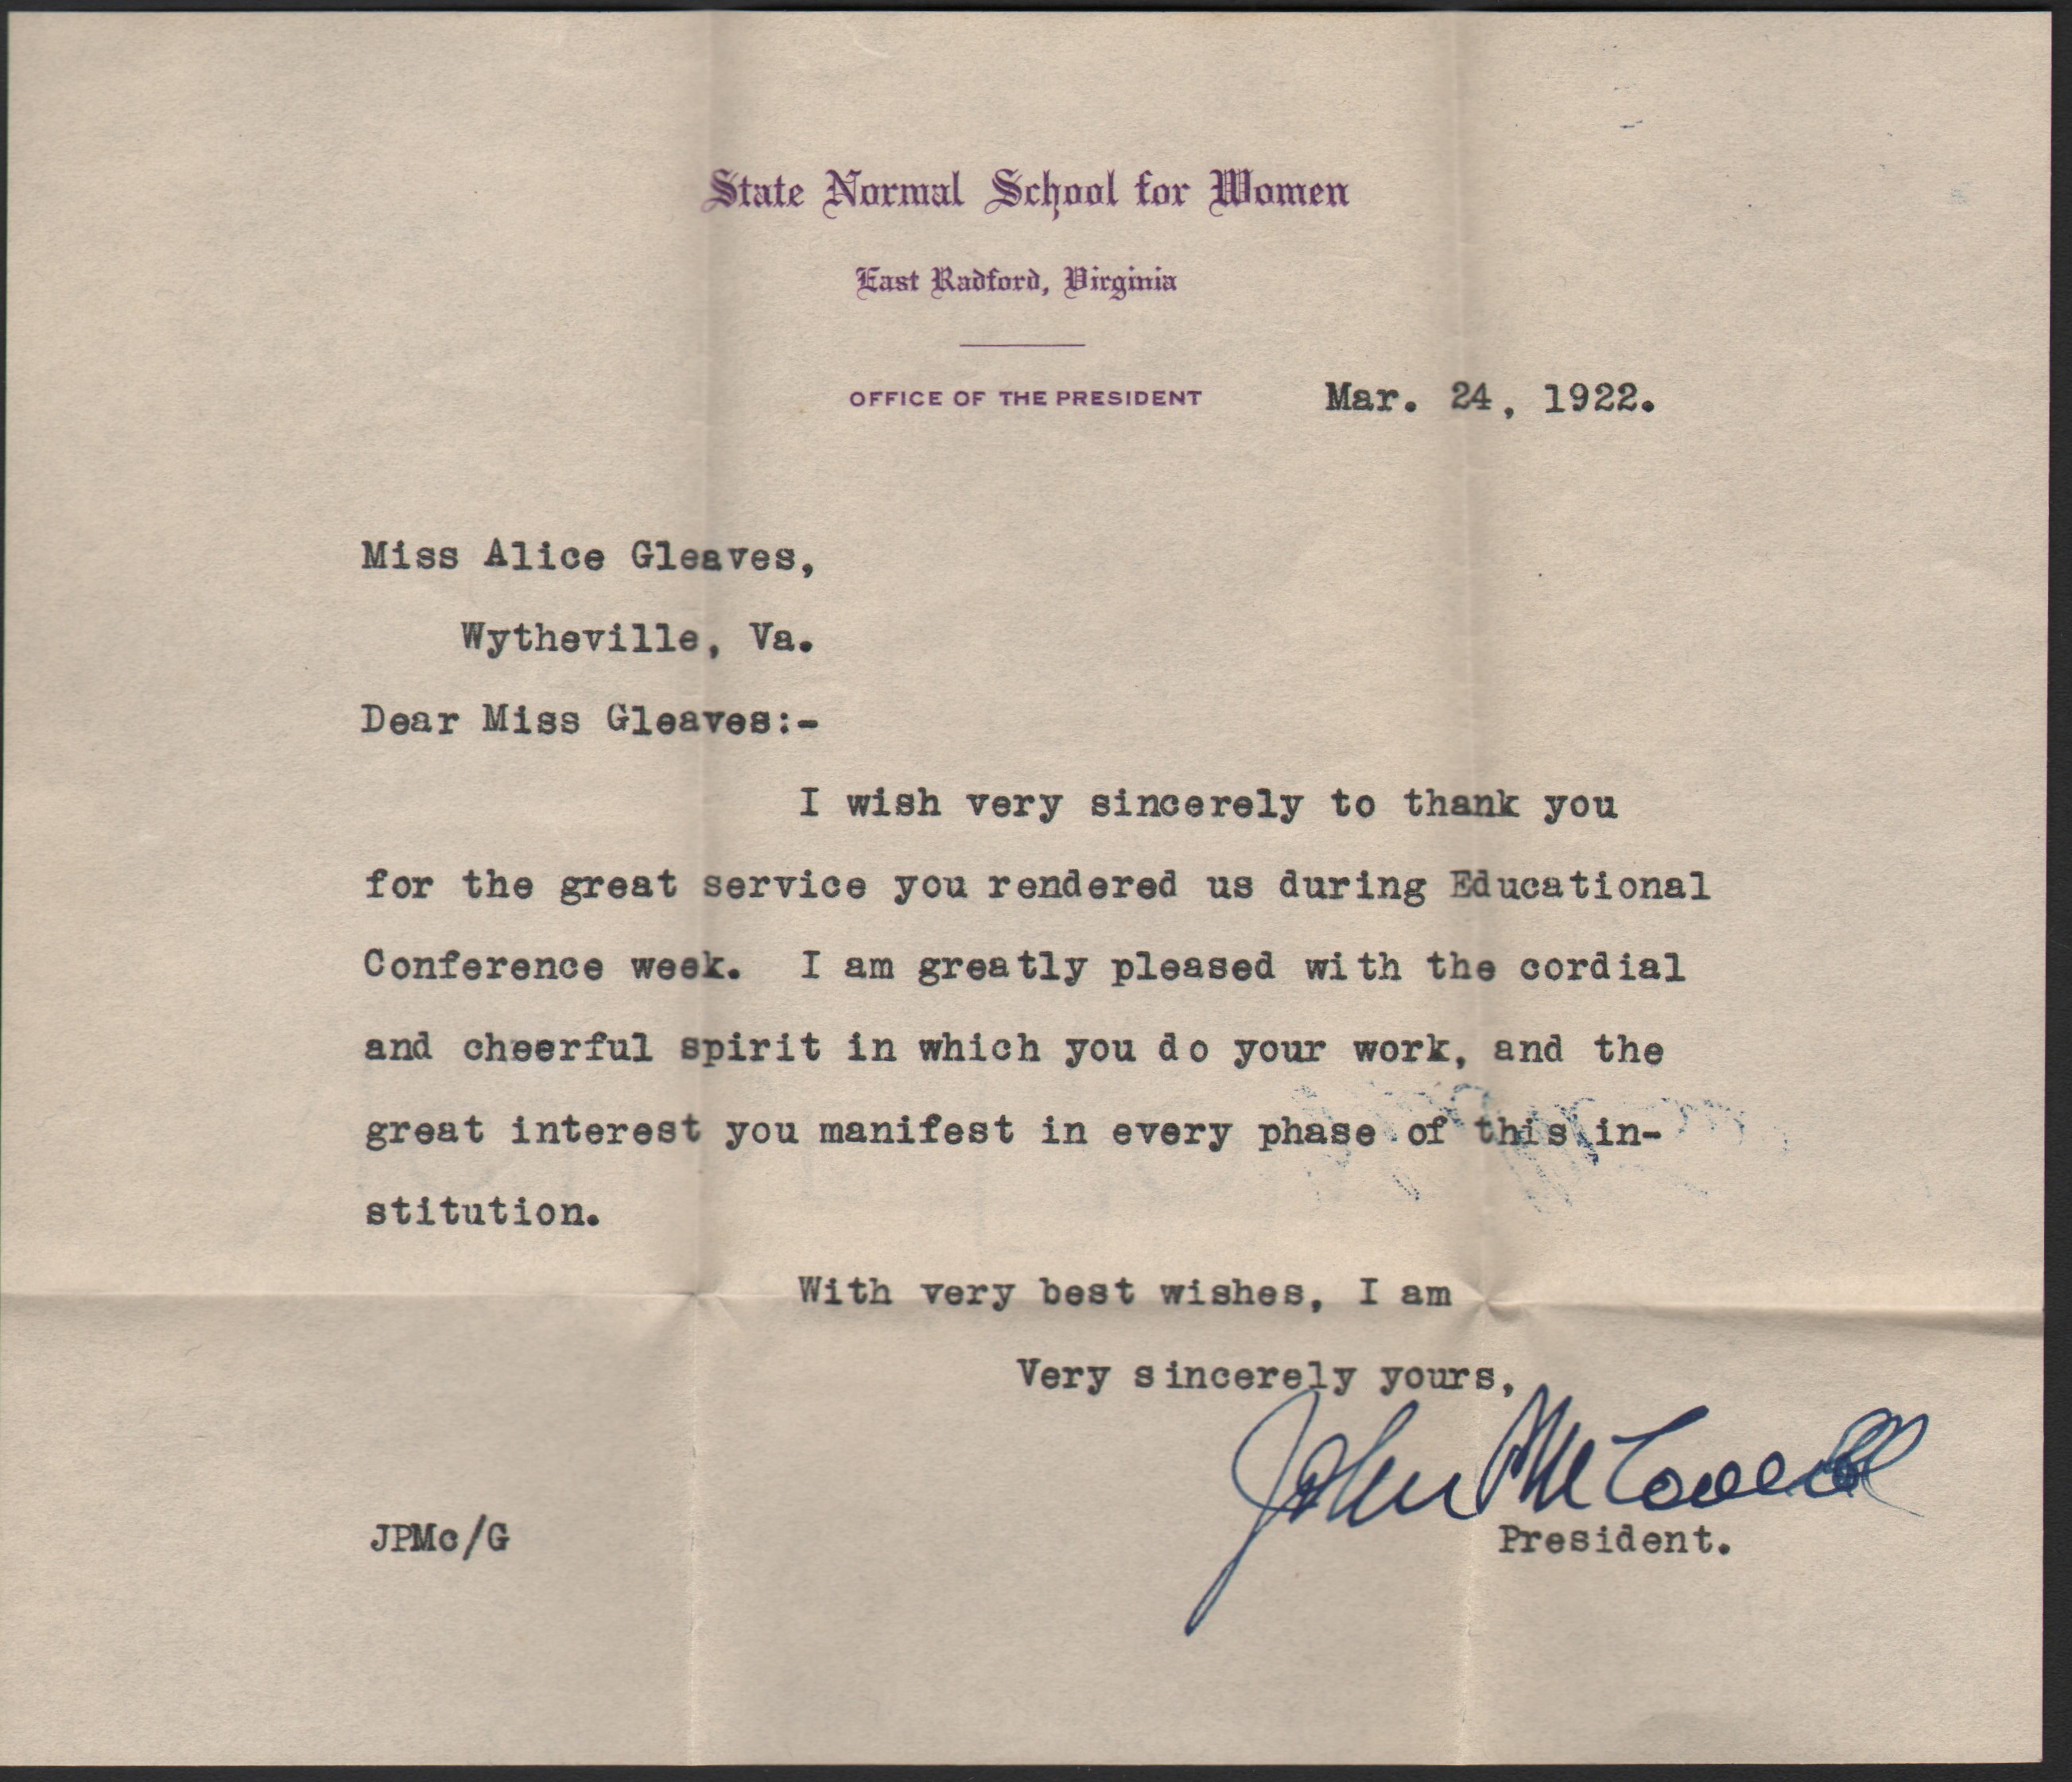 State Normal School for Women
East Radford, Virginia
OFFICE OF THE PRESIDENT Mar. 24, 1922.
Miss Alice Gleaves,
Wytheville, Va.
Dear Miss Gleaves:-
I wish very sincerely to thank you
for the great service you rendered us during Educational
Conference week. I am greatly pleased with the cordial
and cheerful spirit in which you do your work, and the
great interest you manifest in every phase of this in-
stitution.
With very best wishes, I am
Very sincerely yours,
John McConnell
JPMc/G President.